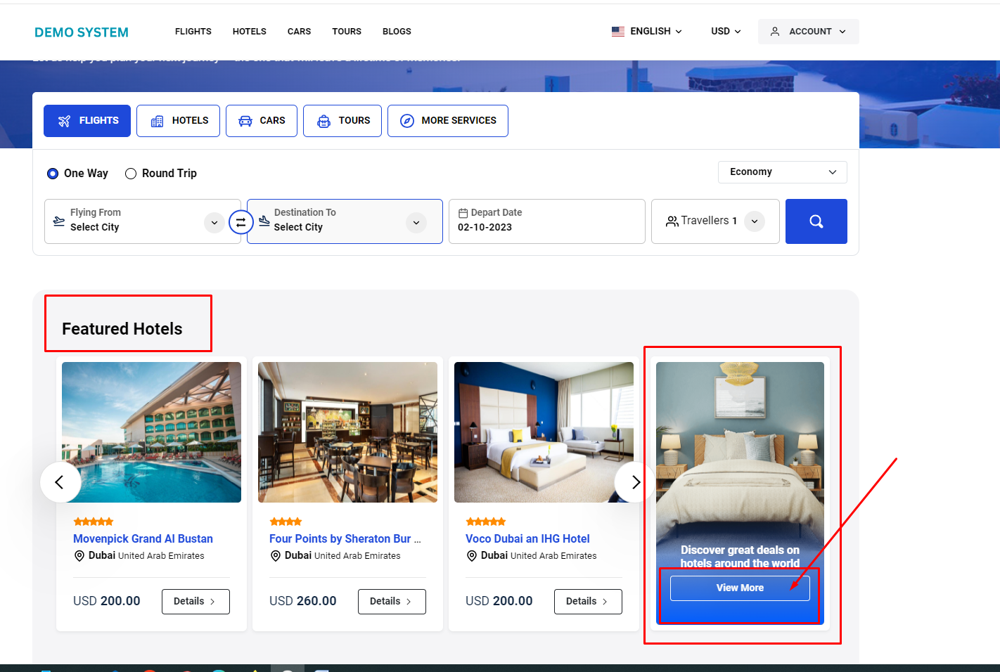 DEMO SYSTEM FLIGHTS HOTELS CARS TOURS BLOGS ENGLISH USD ACCOUNT
FLIGHTS HOTELS CARS TOURS MORE SERVICES
One Way Round Trip Economy
Flying From
Select City
Destination To
Select City
Depart Date
02-10-2023
Travellers 1
Featured Hotels
Movenpick Grand Al Bustan
Dubai United Arab Emirates
USD 200.00 Details
Four Points by Sheraton Bur ...
Dubai United Arab Emirates
USD 260.00 Details
Voco Dubai an IHG Hotel
Dubai United Arab Emirates
USD 200.00 Details
Discover great deals on
hotels around the world
View More